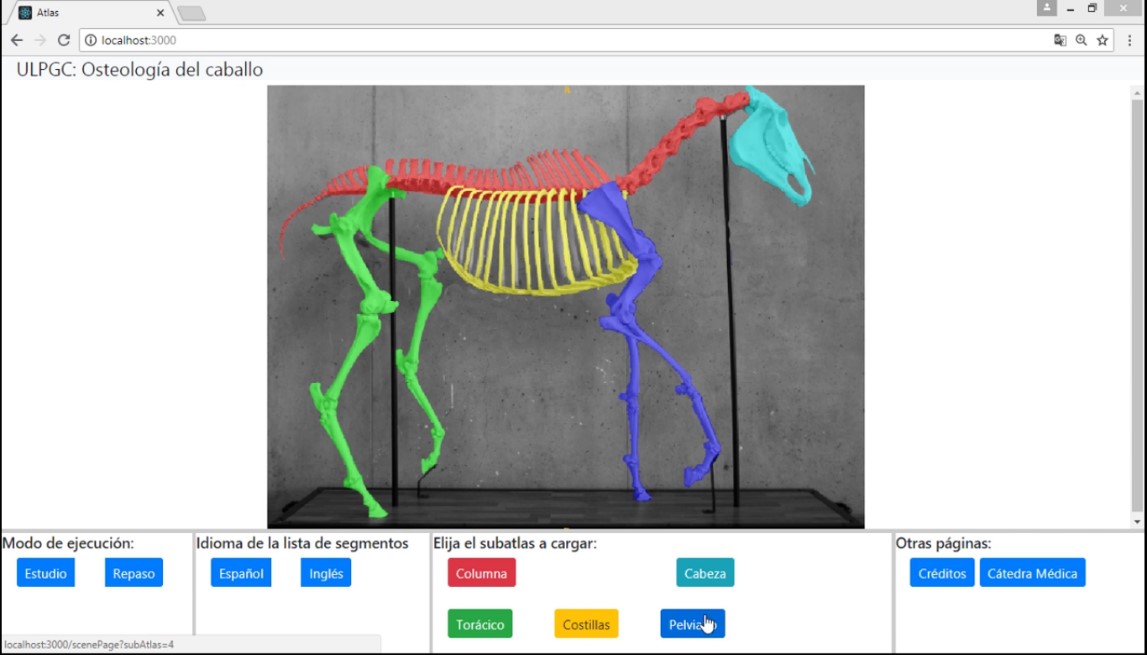 Atlas
localhost:3000
ULPGC: Osteología del caballo
Modo de ejecución:
Estudio
Repaso
Idioma de la lista de segmentos
Español
Inglés
Elija el subatlas a cargar:
Columna
Cabeza
Torácico
Costillas
Otras páginas:
Créditos
Cátedra Médica
localhost:3000/scenePage?subAtlas=4